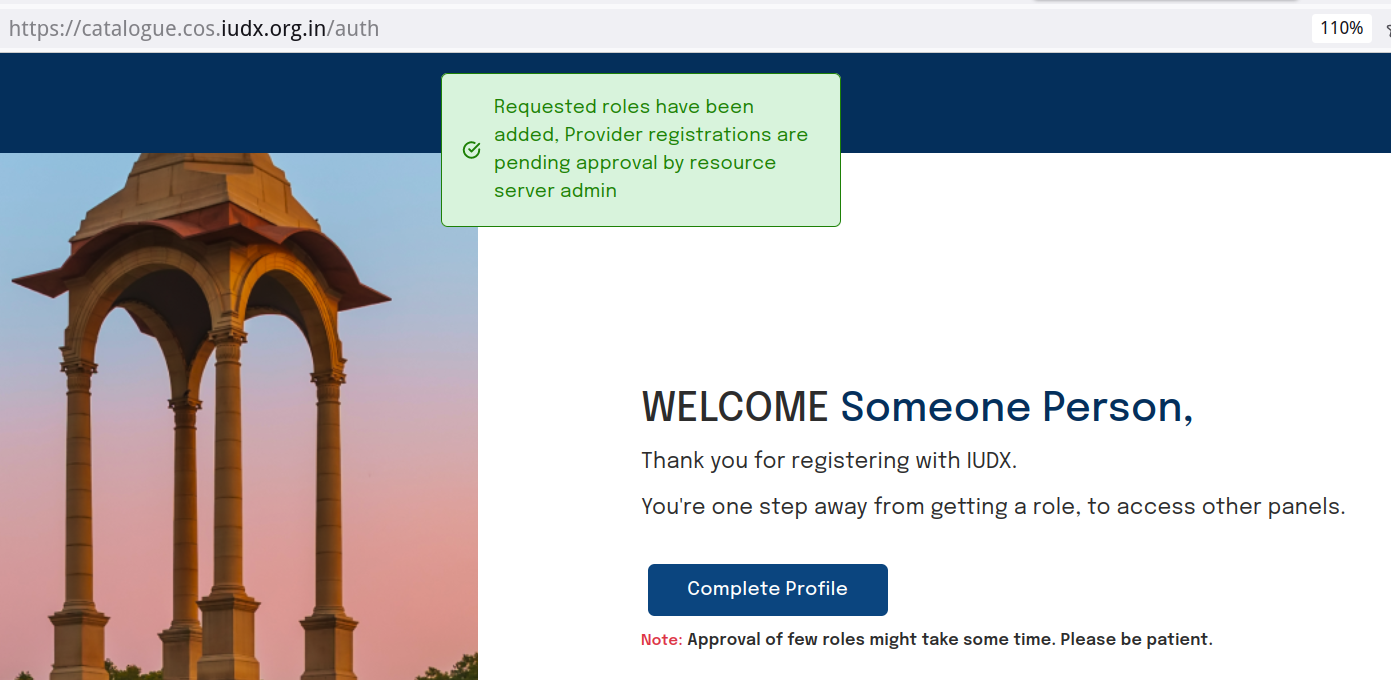 https://catalogue.cos.iudx.org.in/auth
110%
Requested roles have been
added, Provider registrations are
pending approval by resource
server admin
WELCOME Someone Person,
Thank you for registering with IUDX.
You're one step away from getting a role, to access other panels.
Complete Profile
Note: Approval of few roles might take some time. Please be patient.